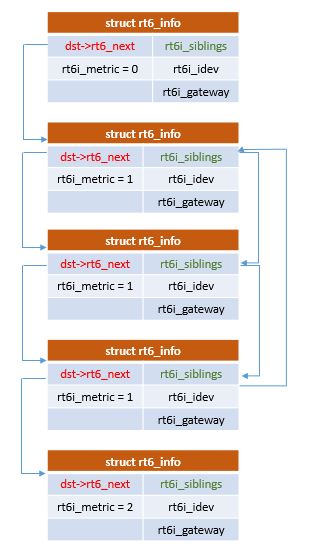 struct rt6_info
dst->rt6_next rt6i_siblings
rt6i_metric = 0 rt6i_idev
rt6i_gateway
struct rt6_info
dst->rt6_next rt6i_siblings
rt6i_metric = 1 rt6i_idev
rt6i_gateway
struct rt6_info
dst->rt6_next rt6i_siblings
rt6i_metric = 1 rt6i_idev
rt6i_gateway
struct rt6_info
dst->rt6_next rt6i_siblings
rt6i_metric = 1 rt6i_idev
rt6i_gateway
struct rt6_info
dst->rt6_next rt6i_siblings
rt6i_metric = 2 rt6i_idev
rt6i_gateway